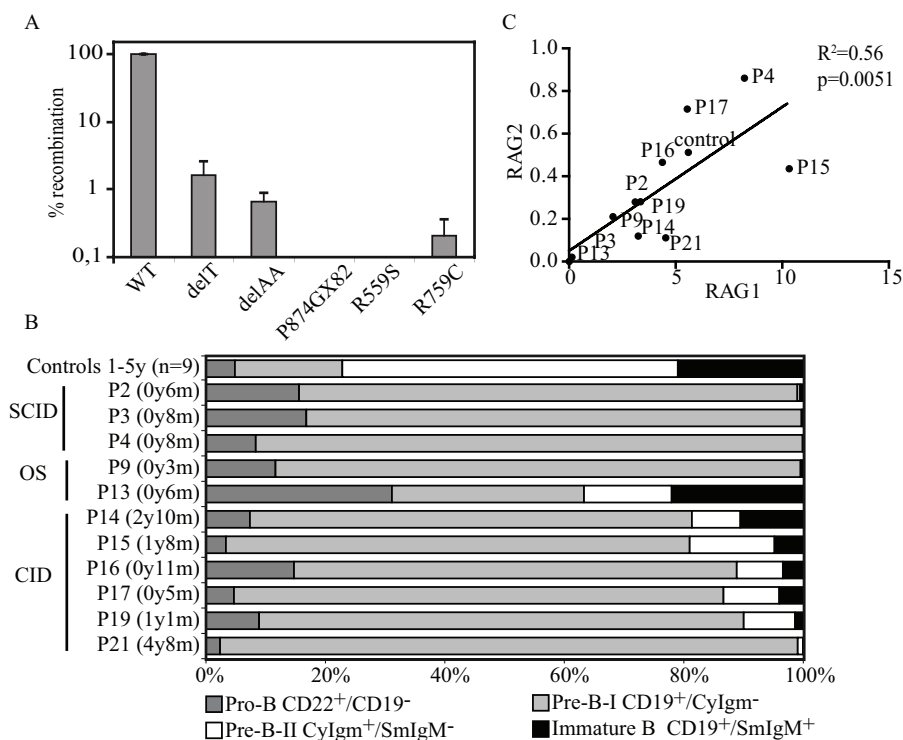 A
% recombination
100
10
1
0,1
WT
delT
delAA
P874GX82
R559S
R759C
C
RAG2
1.0
0.8
0.6
0.4
0.2
0.0
0
5
10
15
RAG1
R²=0.56
p=0.0051
P4
P17
control
P16
P15
P2
P19
P9
P14
P21
P3
P13
B
Controls 1-5y (n=9)
SCID
P2 (0y6m)
P3 (0y8m)
P4 (0y8m)
OS
P9 (0y3m)
P13 (0y6m)
CID
P14 (2y10m)
P15 (1y8m)
P16 (0y11m)
P17 (0y5m)
P19 (1y1m)
P21 (4y8m)
0%
20%
40%
60%
80%
100%
Pro-B CD22⁺/CD19⁻
Pre-B-I CD19⁺/CyIgm⁻
Pre-B-II CyIgm⁺/SmIgM⁻
Immature B CD19⁺/SmIgM⁺